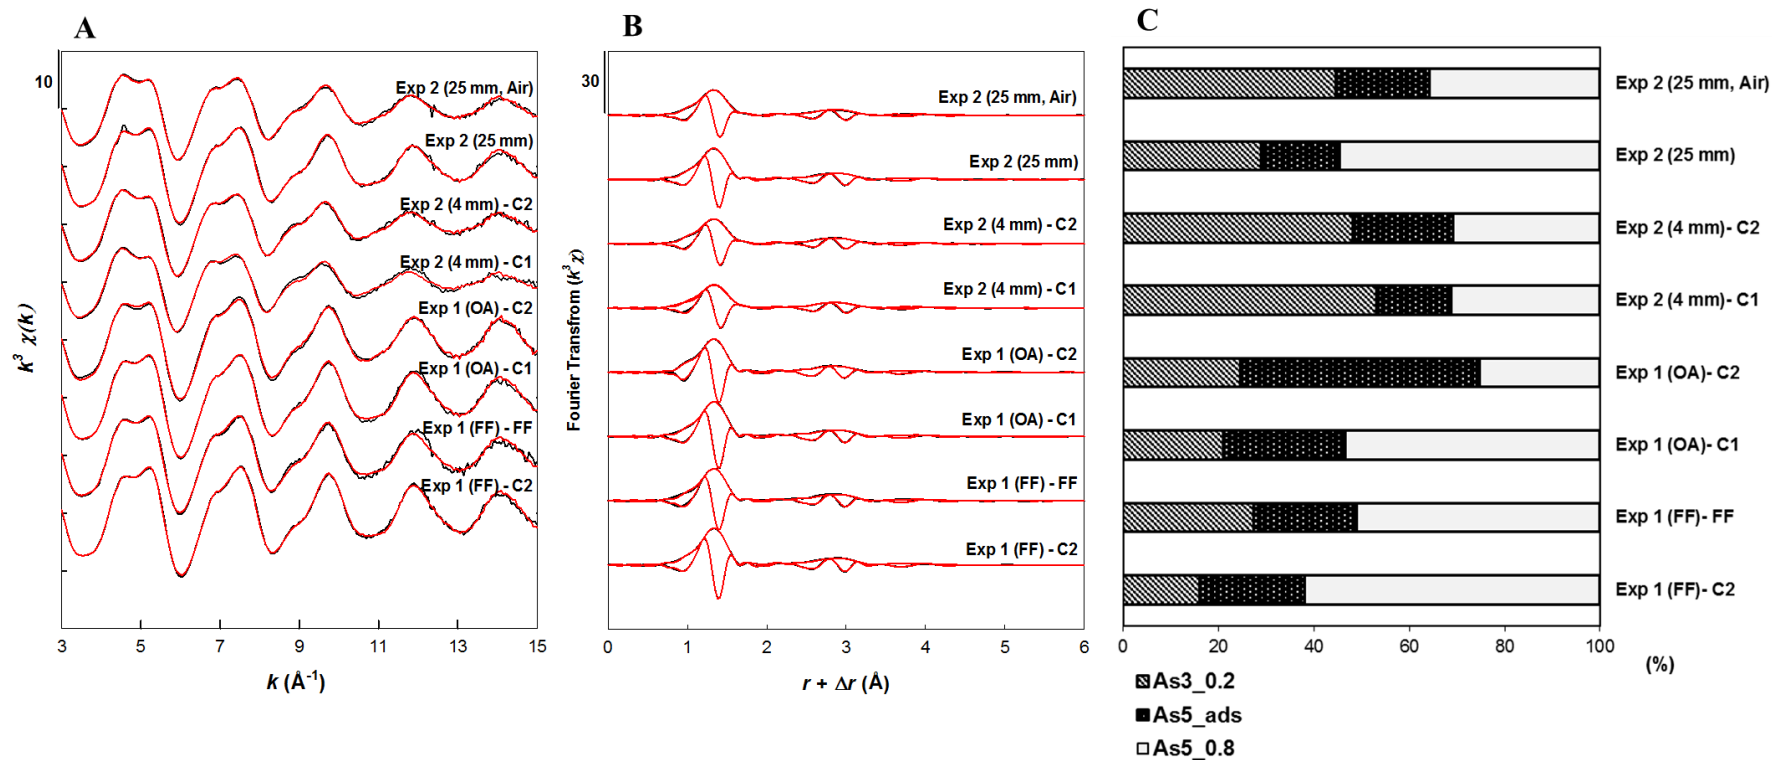 A
10
Exp 2 (25 mm, Air)
Exp 2 (25 mm)
Exp 2 (4 mm) - C2
Exp 2 (4 mm) - C1
Exp 1 (OA) - C2
Exp 1 (OA) - C1
Exp 1 (FF) - FF
Exp 1 (FF) - C2
k³ χ(k)
3 5 7 9 11 13 15
k (Å⁻¹)
B
30
Exp 2 (25 mm, Air)
Exp 2 (25 mm)
Exp 2 (4 mm) - C2
Exp 2 (4 mm) - C1
Exp 1 (OA) - C2
Exp 1 (OA) - C1
Exp 1 (FF) - FF
Exp 1 (FF) - C2
Fourier Transfrom (k³χ)
0 1 2 3 4 5 6
r + Δr (Å)
C
Exp 2 (25 mm, Air)
Exp 2 (25 mm)
Exp 2 (4 mm)- C2
Exp 2 (4 mm)- C1
Exp 1 (OA)- C2
Exp 1 (OA)- C1
Exp 1 (FF)- FF
Exp 1 (FF)- C2
0 20 40 60 80 100
(%)
As3_0.2
As5_ads
As5_0.8